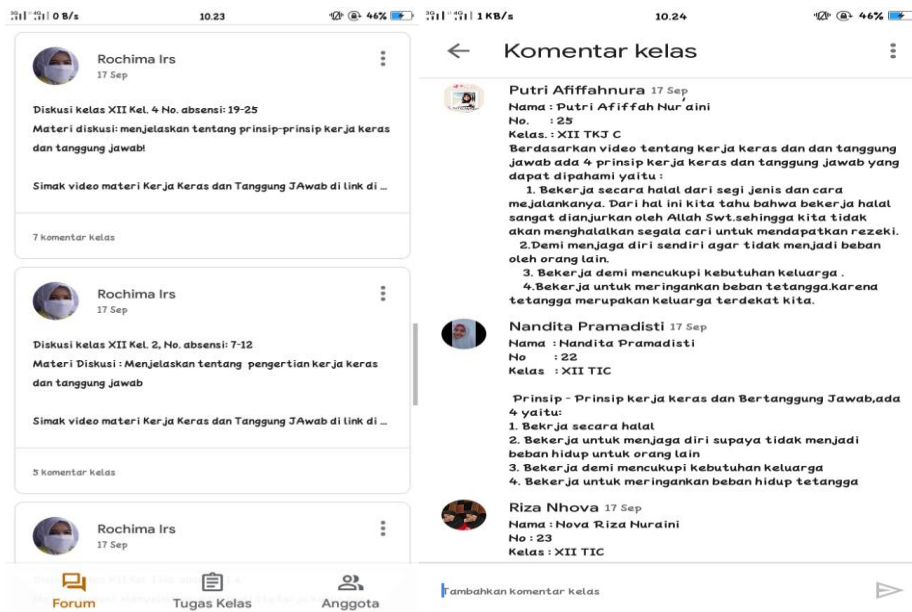 0 B/s
10.23
46%
Rochima Irs
17 Sep
Diskusi kelas XII Kel. 4 No. absensi: 19-25
Materi diskusi: menjelaskan tentang prinsip-prinsip kerja keras
dan tanggung jawab!
Simak video materi Kerja Keras dan Tanggung JAwab di link di ...
7 komentar kelas
Rochima Irs
17 Sep
Diskusi kelas XII Kel. 2, No. absensi: 7-12
Materi Diskusi : Menjelaskan tentang pengertian kerja keras
dan tanggung jawab
Simak video materi Kerja Keras dan Tanggung JAwab di link di ...
5 komentar kelas
Rochima Irs
17 Sep
Forum
Tugas Kelas
Anggota
1 KB/s
10.24
46%
Komentar kelas
Putri Afiffahnura 17 Sep
Nama : Putri Afiffah Nur'aini
No. : 25
Kelas. : XII TKJ C
Berdasarkan video tentang kerja keras dan dan tanggung
jawab ada 4 prinsip kerja keras dan tanggung jawab yang
dapat dipahami yaitu :
1. Bekerja secara halal dari segi jenis dan cara
mejalankanya. Dari hal ini kita tahu bahwa bekerja halal
sangat dianjurkan oleh Allah Swt.sehingga kita tidak
akan menghalalkan segala cari untuk mendapatkan rezeki.
2.Demi menjaga diri sendiri agar tidak menjadi beban
oleh orang lain.
3. Bekerja demi mencukupi kebutuhan keluarga .
4.Bekerja untuk meringankan beban tetangga.karena
tetangga merupakan keluarga terdekat kita.
Nandita Pramadisti 17 Sep
Nama : Nandita Pramadisti
No : 22
Kelas : XII TIC
Prinsip - Prinsip kerja keras dan Bertanggung Jawab,ada
4 yaitu:
1. Bekrja secara halal
2. Bekerja untuk menjaga diri supaya tidak menjadi
beban hidup untuk orang lain
3. Bekerja demi mencukupi kebutuhan keluarga
4. Bekerja untuk meringankan beban hidup tetangga
Riza Nhova 17 Sep
Nama : Nova Riza Nuraini
No : 23
Kelas : XII TIC
Tambahkan komentar kelas